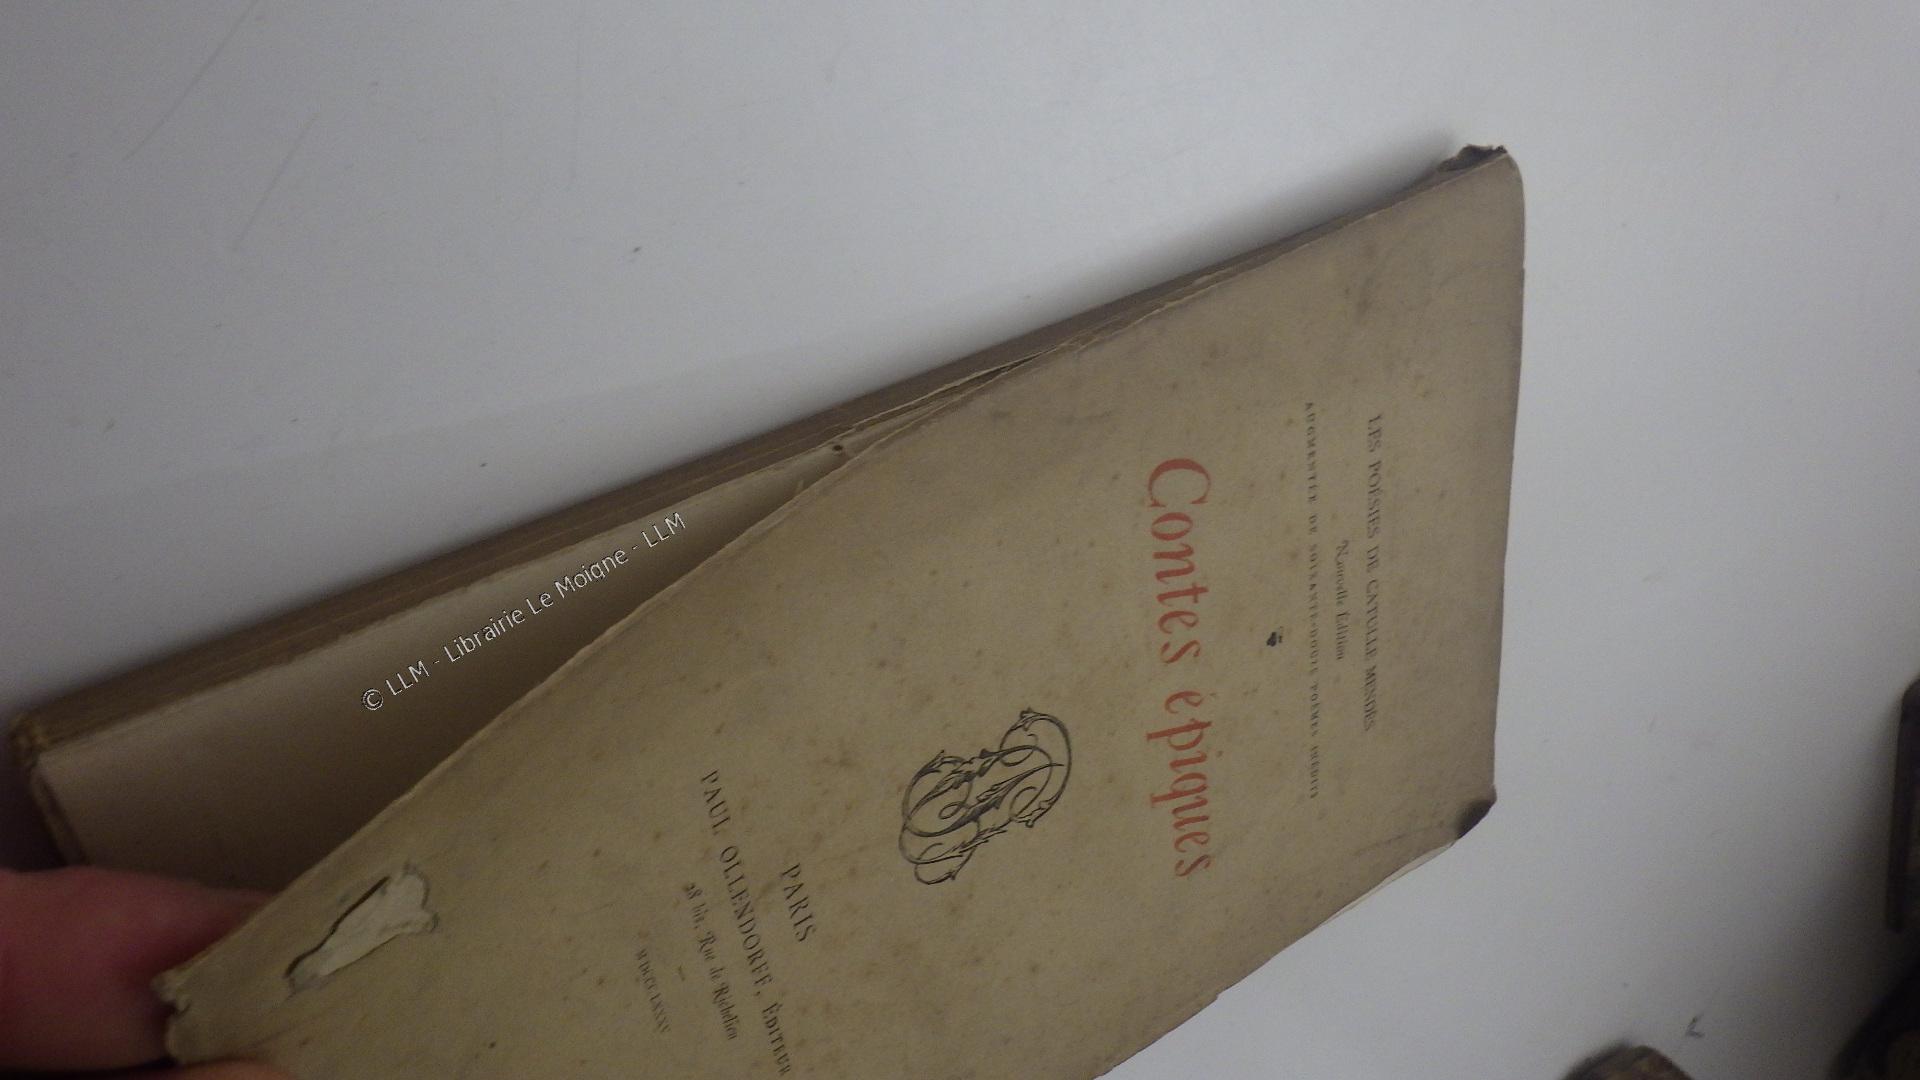 LES POÉSIES DE CATULLE MENDÈS
Nouvelle Édition
AUGMENTÉE DE SOIXANTE-DOUZE POÈMES INÉDITS
Contes épiques
PARIS
PAUL OLLENDORFF, ÉDITEUR
28 bis, Rue de Richelieu
MDCCCLXXXV
© LLM - Librairie Le Moigne - LLM